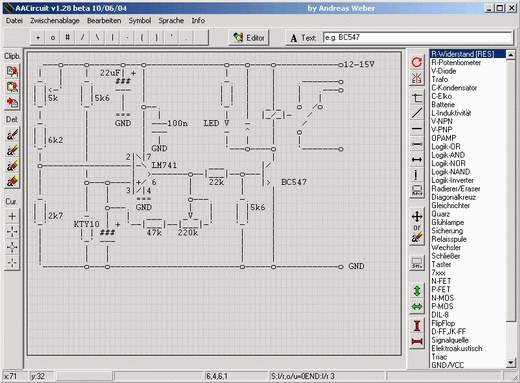 AACircuit v1.28 beta 10/06/04 by Andreas Weber
Datei Zwischenablage Bearbeiten Symbol Sprache Info
+ o # / \ | - ( ) ' .
Editor
A Text: e.g. BC547
Clipb.
Del:
Cur.
or
12-15V
22uF +
###
===
GND
5k
5k6
100n
GND
LED V
6k2
2 7
LM741
6
3 4
===
GND
22k
BC547
2k7
KTY10 +
###
47k
220k
V
5k6
GND
R-Widerstand [RES]
R-Potentiometer
V-Diode
Trafo
C-Kondensator
C-Elko
Batterie
L-Induktivität
V-NPN
V-PNP
OPAMP
Logik-OR
Logik-AND
Logik-NOR
Logik-NAND
Logik-Inverter
Radierer/Eraser
Diagonalkreuz
Gleichrichter
Quarz
Glühlampe
Sicherung
Relaisspule
Wechsler
Schließer
Taster
7xxx
N-FET
P-FET
N-MOS
P-MOS
DIL-8
FlipFlop
D-FF,JK-FF
Signalquelle
Elektroakustisch
Triac
GND/VCC
x:71 y:32 6,4,6,1 S:l/r,o/u=0END:l/r 3